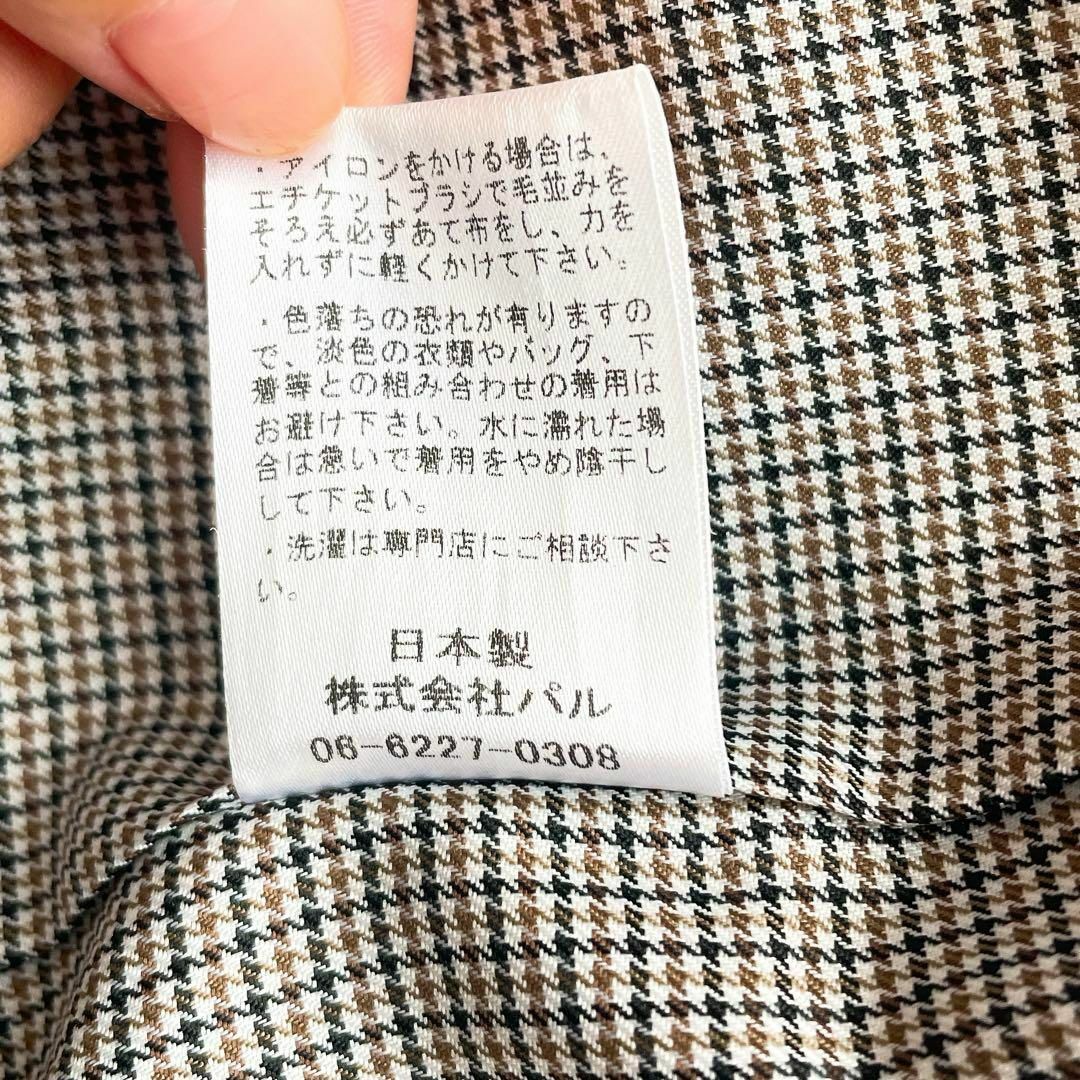 ・アイロンをかける場合は、
エチケットブラシで毛並みを
そろえ必ずあて布をし、力を
入れずに軽くかけて下さい。
・色落ちの恐れが有りますの
で、淡色の衣類やバッグ、下
着等との組み合わせの着用は
お避け下さい。水に濡れた場
合は急いで着用をやめ陰干し
して下さい。
・洗濯は専門店にご相談下さ
い。
日本製
株式会社パル
06-6227-0308